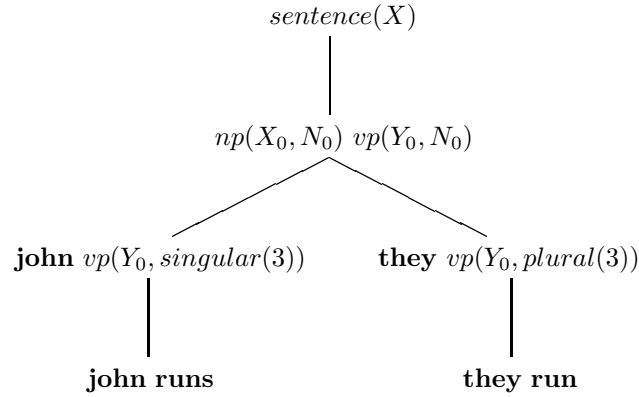 sentence(X)
np(X₀, N₀) vp(Y₀, N₀)
john vp(Y₀, singular(3)) they vp(Y₀, plural(3))
john runs they run